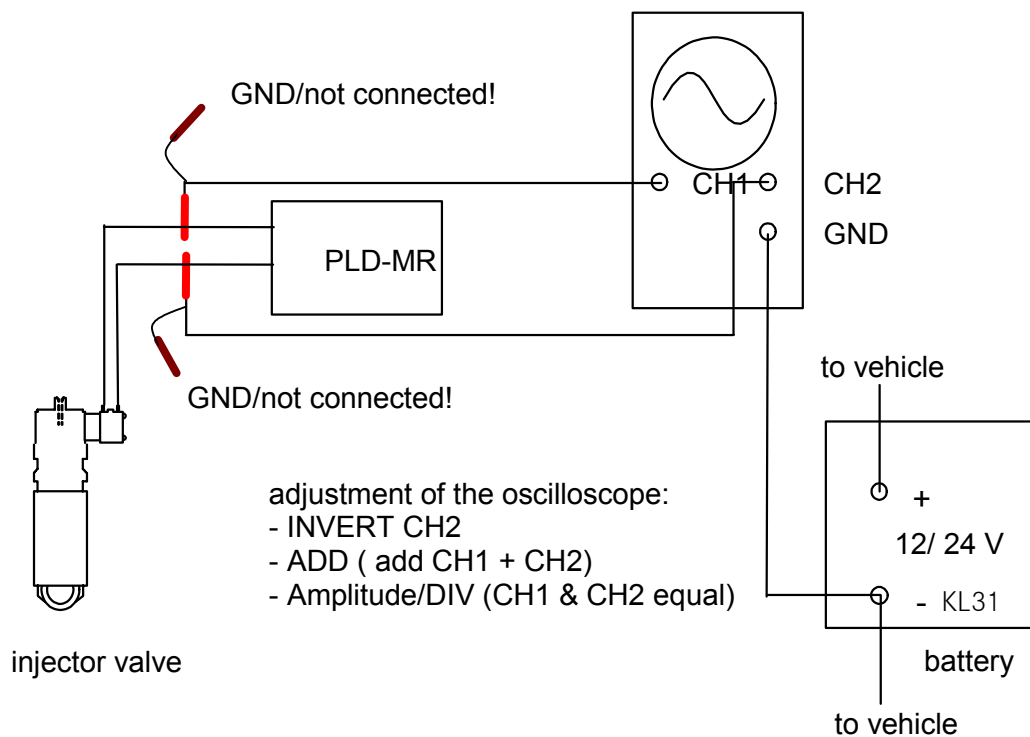 GND/not connected!
CH1
CH2
GND
PLD-MR
GND/not connected!
to vehicle
adjustment of the oscilloscope:
- INVERT CH2
- ADD ( add CH1 + CH2)
- Amplitude/DIV (CH1 & CH2 equal)
+
12/ 24 V
- KL31
injector valve
battery
to vehicle